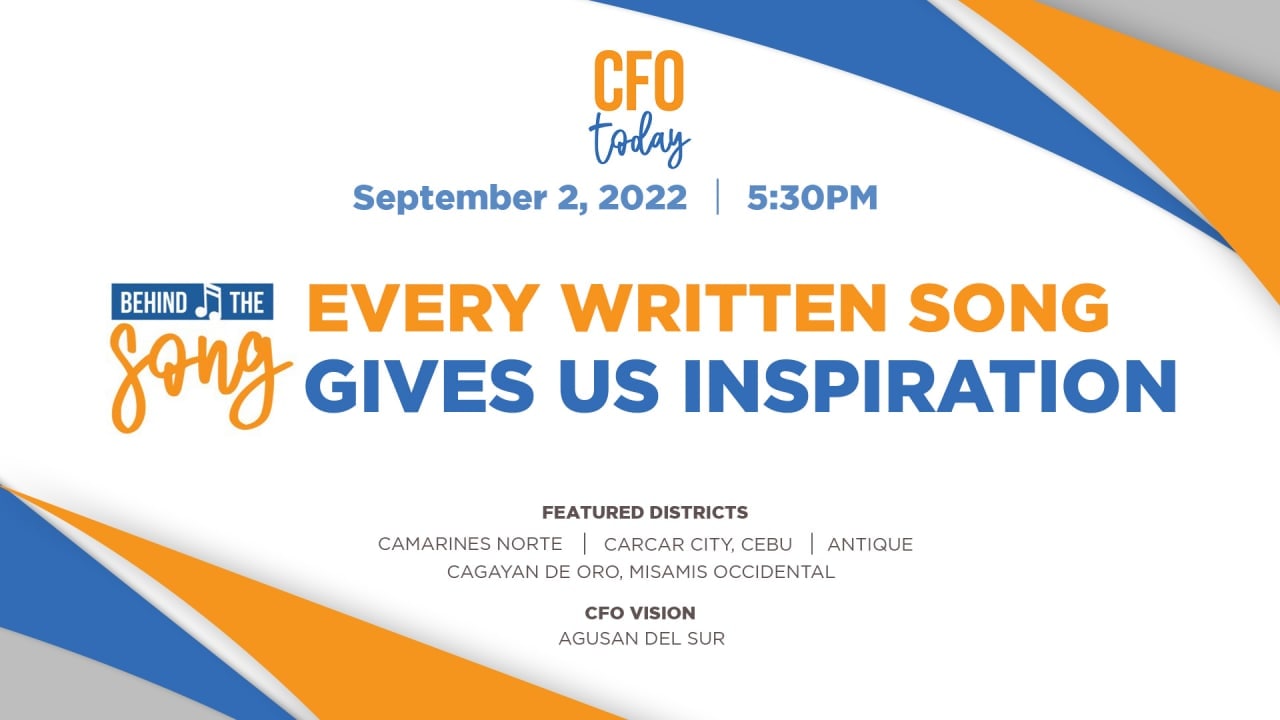 CFO
today
September 2, 2022 | 5:30PM
BEHIND THE
song
EVERY WRITTEN SONG
GIVES US INSPIRATION
FEATURED DISTRICTS
CAMARINES NORTE | CARCAR CITY, CEBU | ANTIQUE
CAGAYAN DE ORO, MISAMIS OCCIDENTAL
CFO VISION
AGUSAN DEL SUR